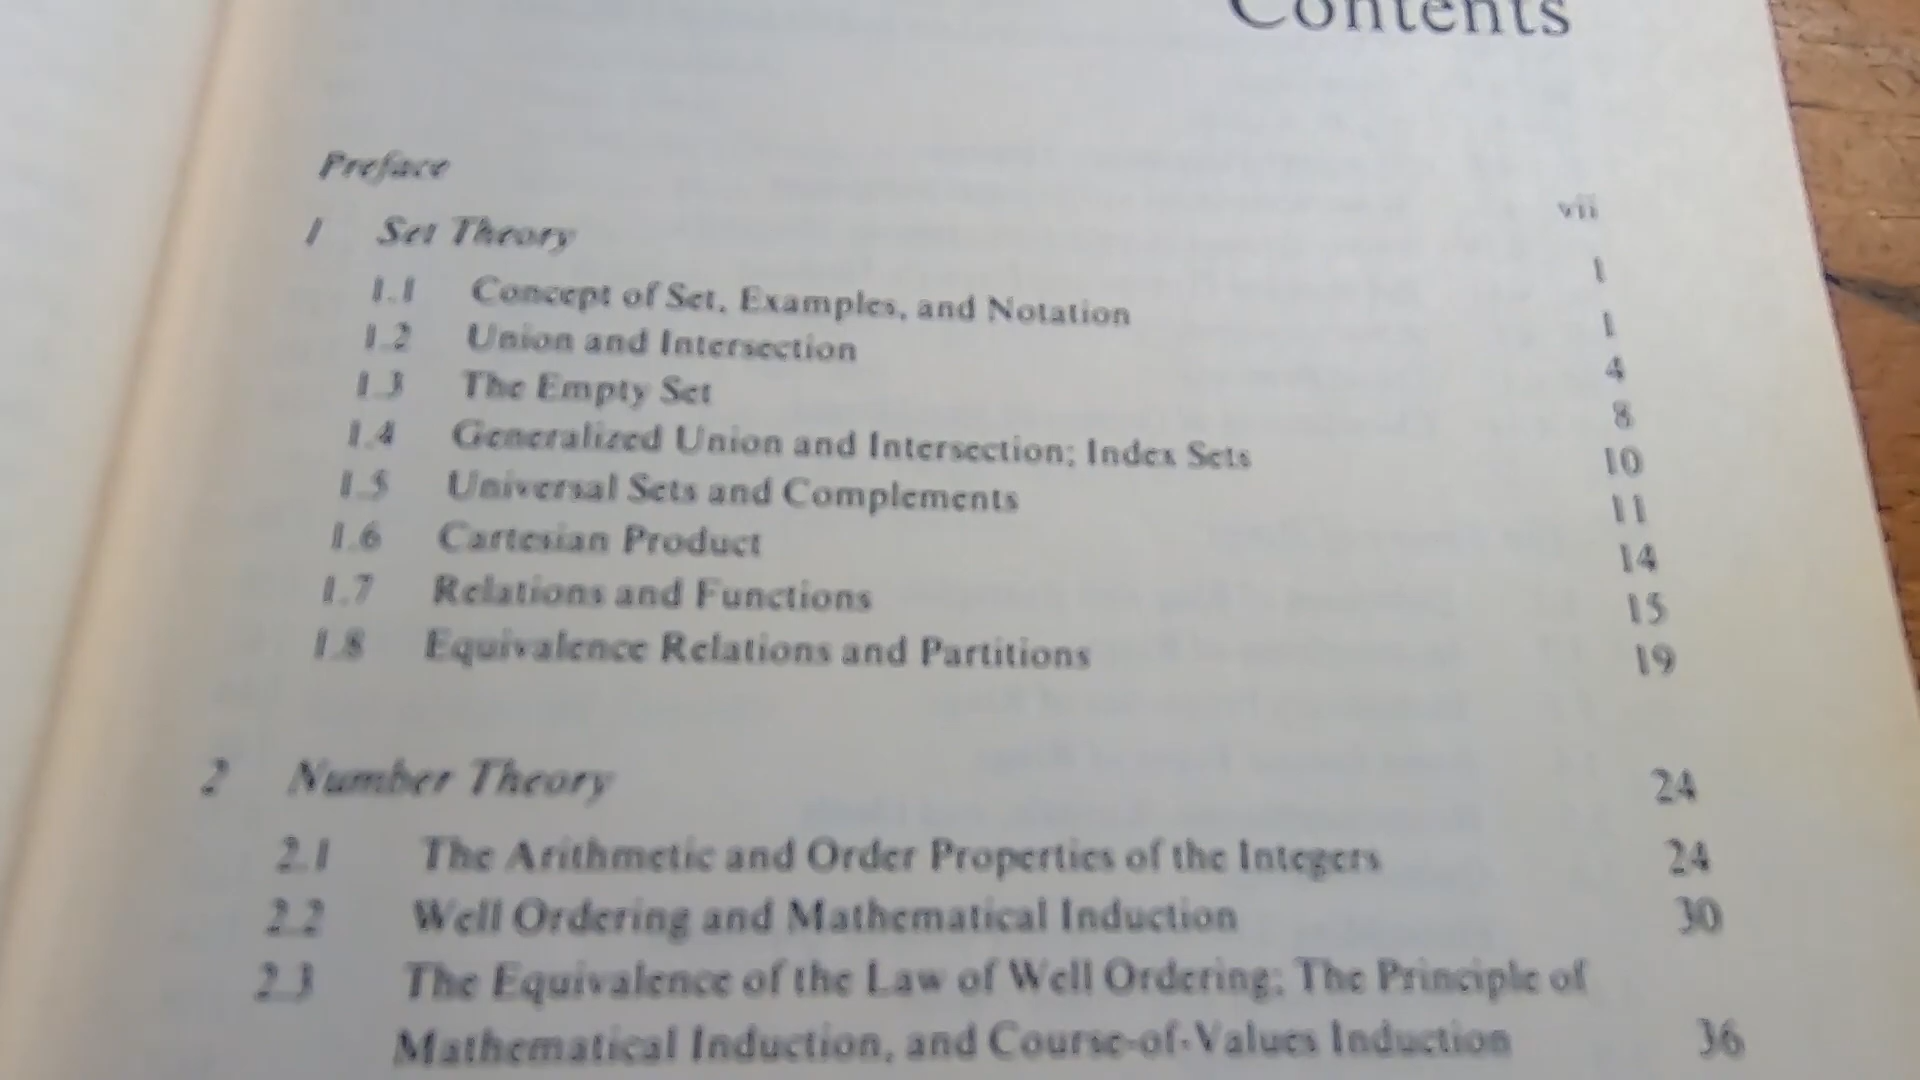 Contents
Preface vii
1 Set Theory 1
1.1 Concept of Set, Examples, and Notation 1
1.2 Union and Intersection 4
1.3 The Empty Set 8
1.4 Generalized Union and Intersection; Index Sets 10
1.5 Universal Sets and Complements 11
1.6 Cartesian Product 14
1.7 Relations and Functions 15
1.8 Equivalence Relations and Partitions 19
2 Number Theory 24
2.1 The Arithmetic and Order Properties of the Integers 24
2.2 Well Ordering and Mathematical Induction 30
2.3 The Equivalence of the Law of Well Ordering; The Principle of
Mathematical Induction, and Course-of-Values Induction 36